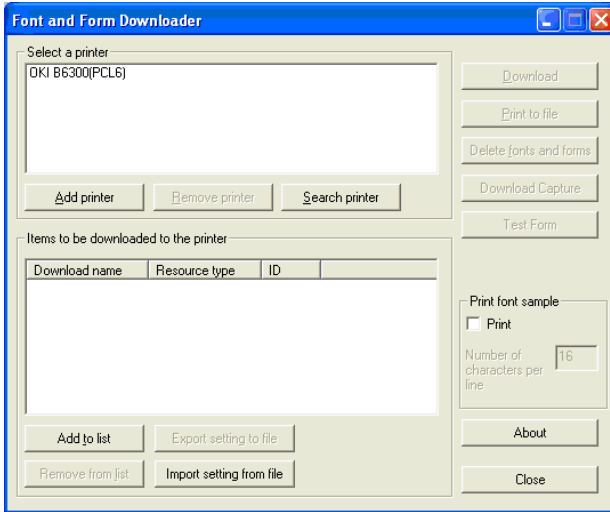 Font and Form Downloader
Select a printer
OKI B6300(PCL6)
Add printer
Remove printer
Search printer
Download
Print to file
Delete fonts and forms
Download Capture
Test Form
Items to be downloaded to the printer
Download name Resource type ID
Add to list
Export setting to file
Remove from list
Import setting from file
Print font sample
Print
Number of
characters per
line
16
About
Close